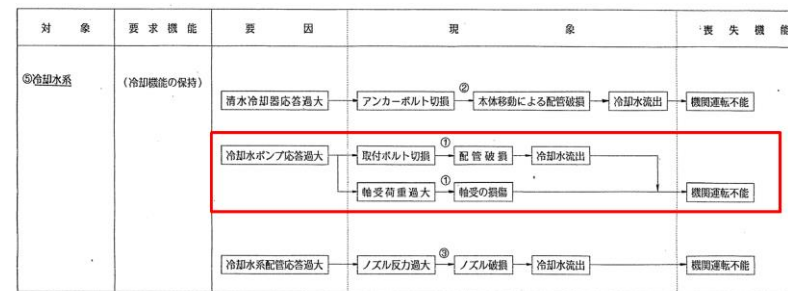 対象 要求機能 要因 現象 喪失機能
⑤冷却水系 (冷却機能の保持)
清水冷却器応答過大 アンカーボルト切損 ② 本体移動による配管破損 冷却水流出 機関運転不能
冷却水ポンプ応答過大 取付ボルト切損 ① 配管破損 冷却水流出
軸受荷重過大 ① 軸受の損傷 機関運転不能
冷却水系配管応答過大 ノズル反力過大 ③ ノズル破損 冷却水流出 機関運転不能